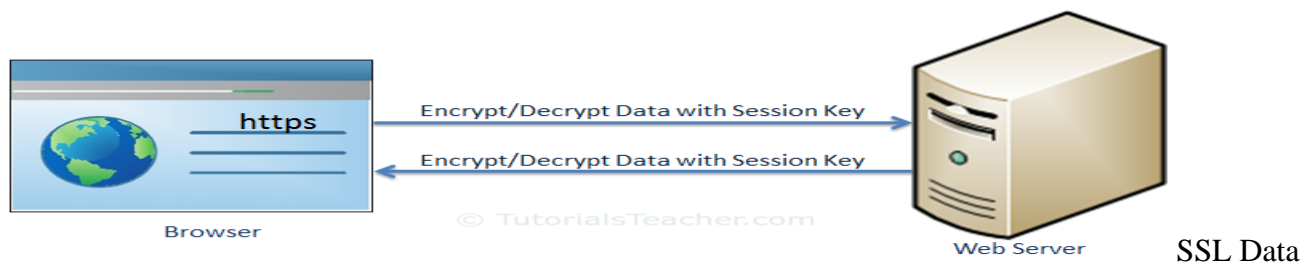 https
Encrypt/Decrypt Data with Session Key
Encrypt/Decrypt Data with Session Key
© TutorialsTeacher.com
Browser
Web Server
SSL Data